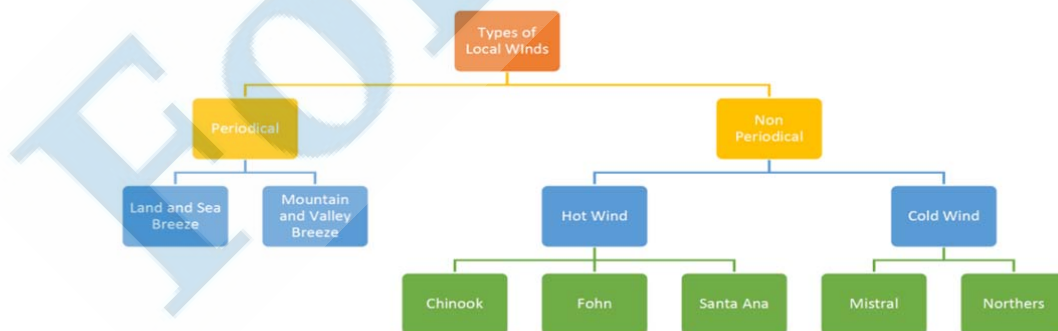 Types of
Local WInds
Periodical
Non
Periodical
Land and Sea
Breeze
Mountain
and Valley
Breeze
Hot Wind
Cold Wind
Chinook
Fohn
Santa Ana
Mistral
Northers